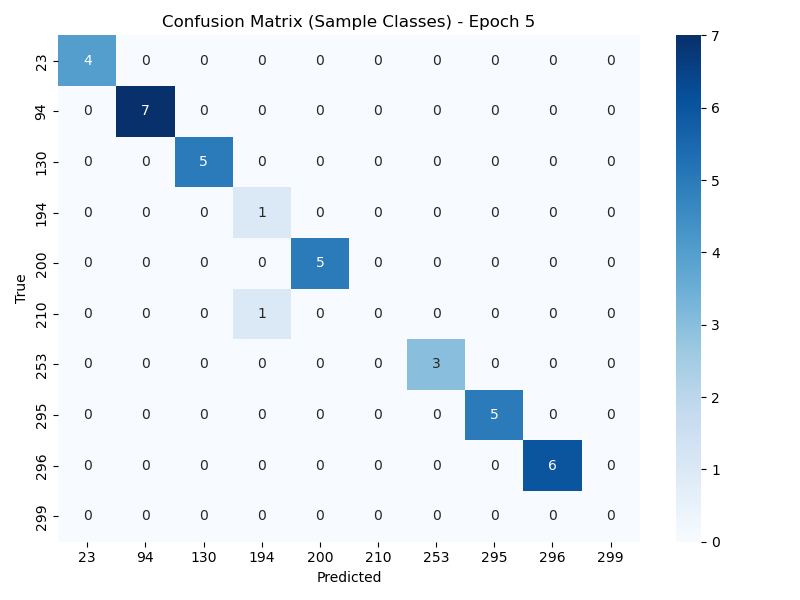 Confusion Matrix (Sample Classes) - Epoch 5
23 4 0 0 0 0 0 0 0 0 0
94 0 7 0 0 0 0 0 0 0 0
130 0 0 5 0 0 0 0 0 0 0
194 0 0 0 1 0 0 0 0 0 0
200 0 0 0 0 5 0 0 0 0 0
210 0 0 0 1 0 0 0 0 0 0
253 0 0 0 0 0 0 3 0 0 0
295 0 0 0 0 0 0 0 5 0 0
296 0 0 0 0 0 0 0 0 6 0
299 0 0 0 0 0 0 0 0 0 0
23 94 130 194 200 210 253 295 296 299
Predicted
True
7
6
5
4
3
2
1
0